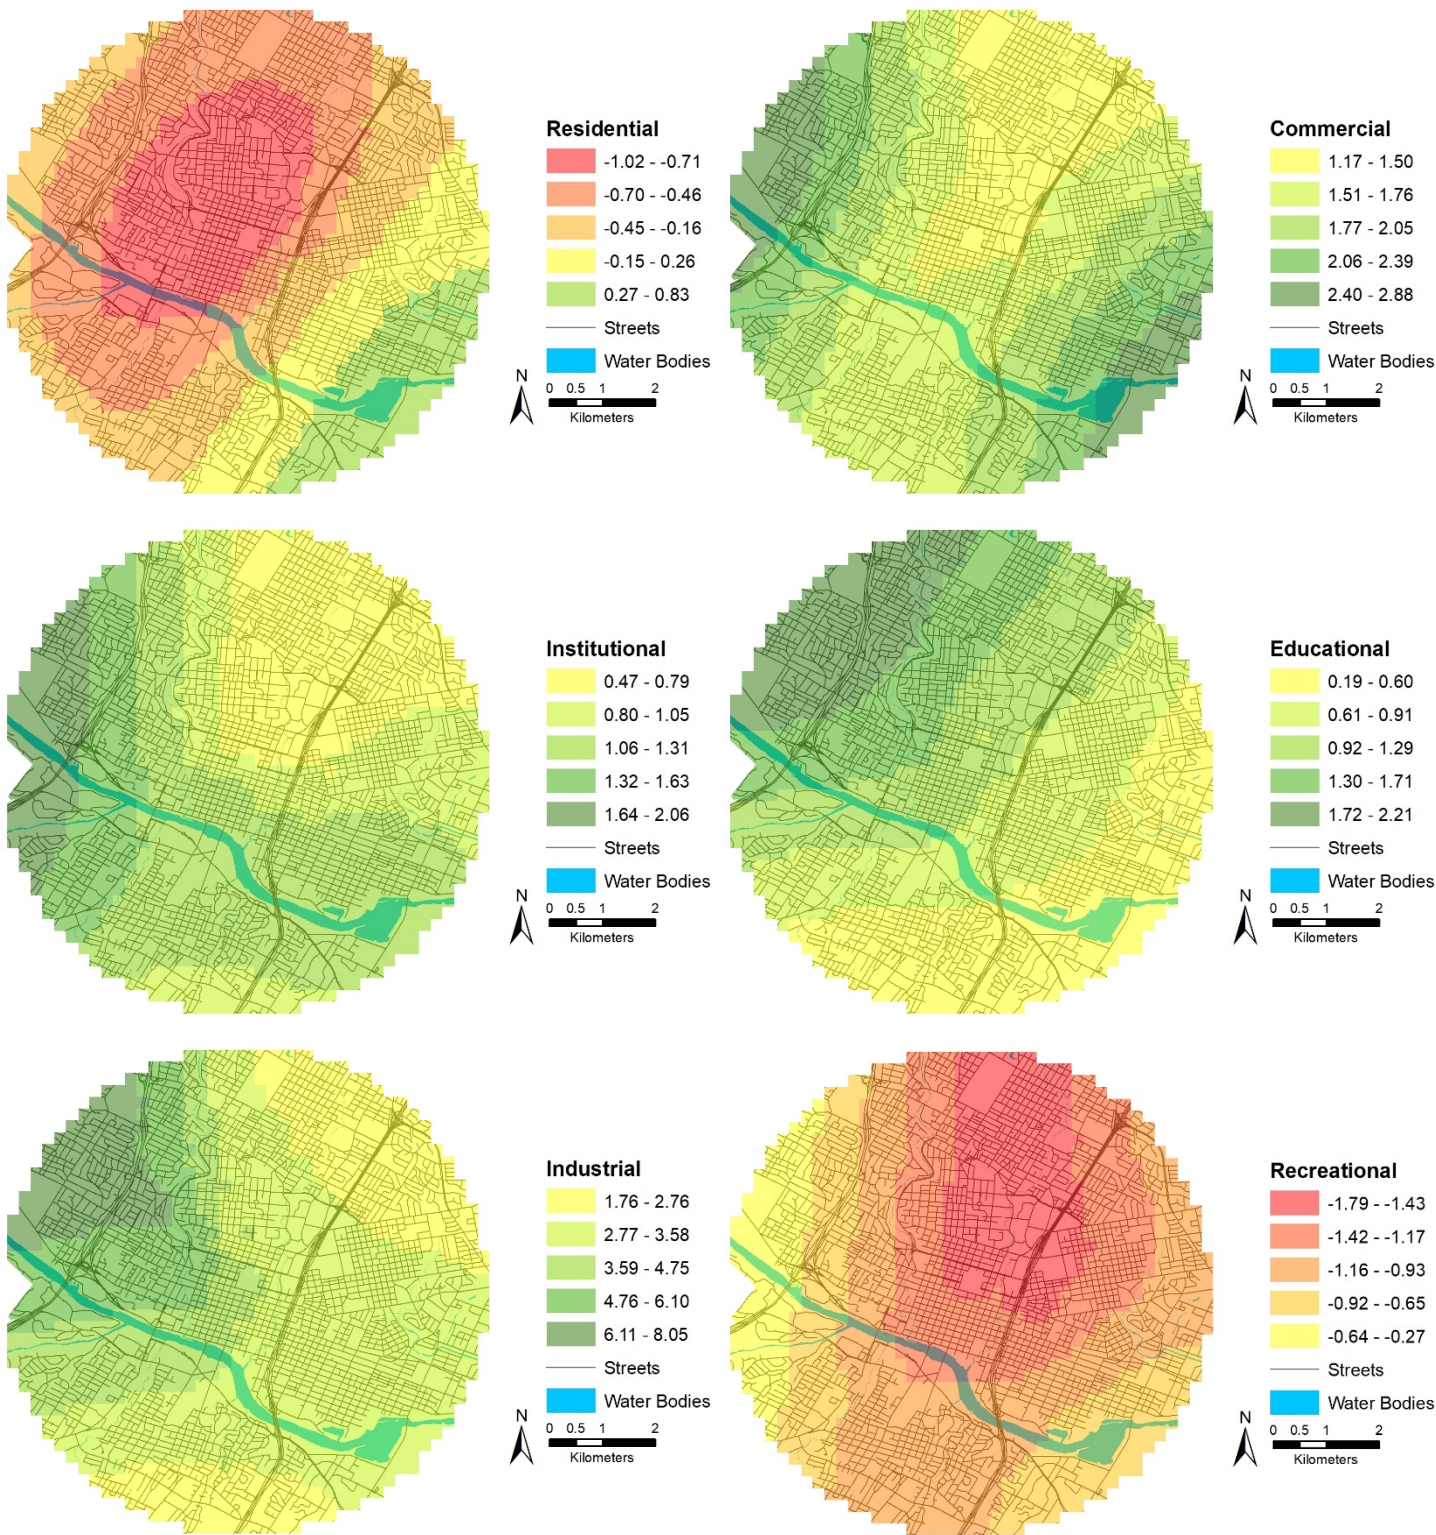 Residential
-1.02 - -0.71
-0.70 - -0.46
-0.45 - -0.16
-0.15 - 0.26
0.27 - 0.83
Streets
Water Bodies
N
0 0.5 1 2
Kilometers
Commercial
1.17 - 1.50
1.51 - 1.76
1.77 - 2.05
2.06 - 2.39
2.40 - 2.88
Streets
Water Bodies
N
0 0.5 1 2
Kilometers
Institutional
0.47 - 0.79
0.80 - 1.05
1.06 - 1.31
1.32 - 1.63
1.64 - 2.06
Streets
Water Bodies
N
0 0.5 1 2
Kilometers
Educational
0.19 - 0.60
0.61 - 0.91
0.92 - 1.29
1.30 - 1.71
1.72 - 2.21
Streets
Water Bodies
N
0 0.5 1 2
Kilometers
Industrial
1.76 - 2.76
2.77 - 3.58
3.59 - 4.75
4.76 - 6.10
6.11 - 8.05
Streets
Water Bodies
N
0 0.5 1 2
Kilometers
Recreational
-1.79 - -1.43
-1.42 - -1.17
-1.16 - -0.93
-0.92 - -0.65
-0.64 - -0.27
Streets
Water Bodies
N
0 0.5 1 2
Kilometers